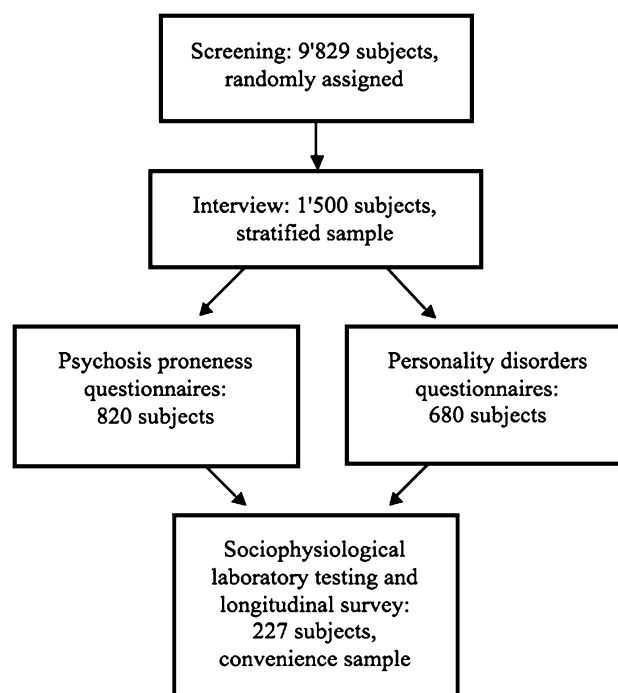 Screening: 9'829 subjects,
randomly assigned
Interview: 1'500 subjects,
stratified sample
Psychosis proneness
questionnaires:
820 subjects
Personality disorders
questionnaires:
680 subjects
Sociophysiological
laboratory testing and
longitudinal survey:
227 subjects,
convenience sample